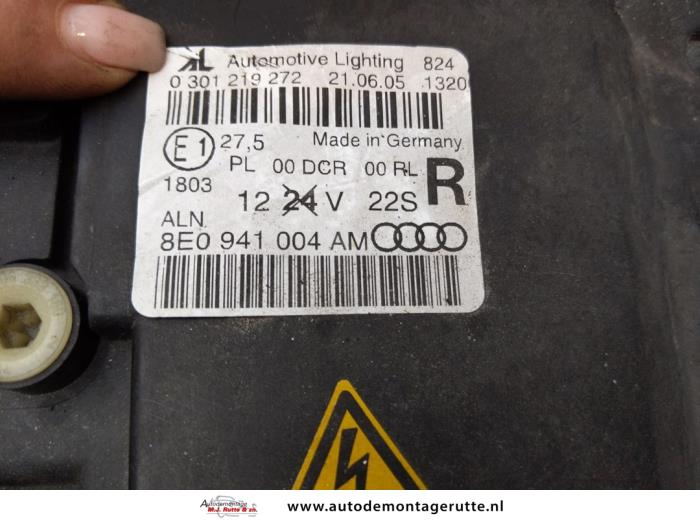 AL Automotive Lighting 824
0 301 219 272 21.06.05 1320
E1 27,5 Made in Germany
PL 00 DCR 00 RL R
1803
12 24 V 22S
ALN.
8E0 941 004 AM
Autodemontage
M.J. Rutte & zn.
www.autodemontagerutte.nl